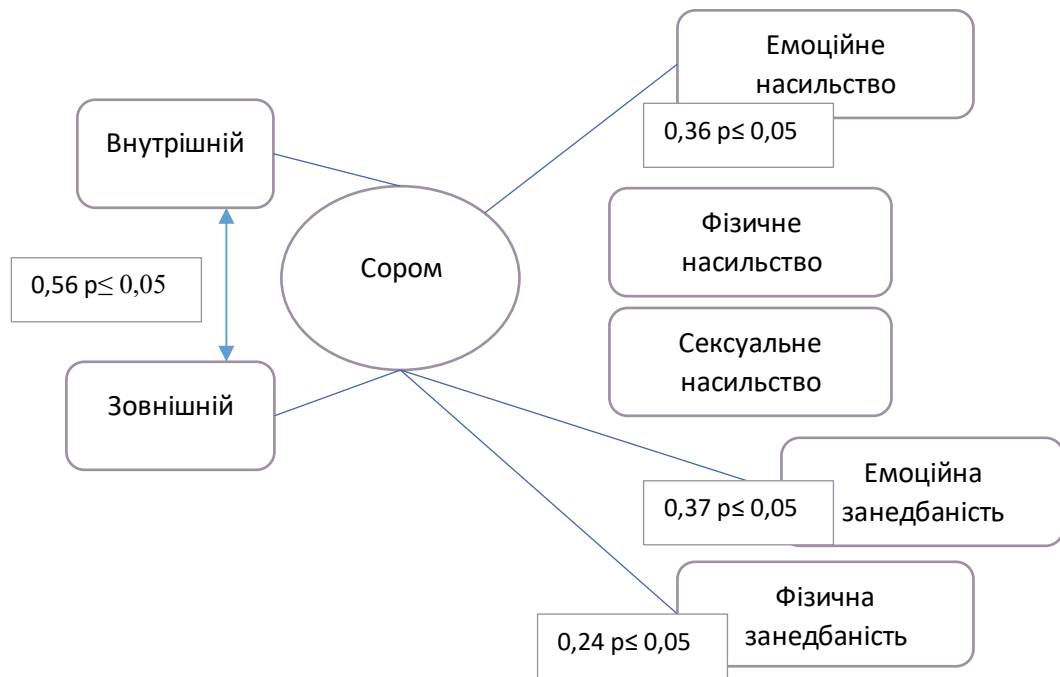 Емоційне
насильство
0,36 p≤ 0,05
Внутрішній
Фізичне
насильство
Сором
0,56 p≤ 0,05
Сексуальне
насильство
Зовнішній
Емоційна
занедбаність
0,37 p≤ 0,05
Фізична
занедбаність
0,24 p≤ 0,05